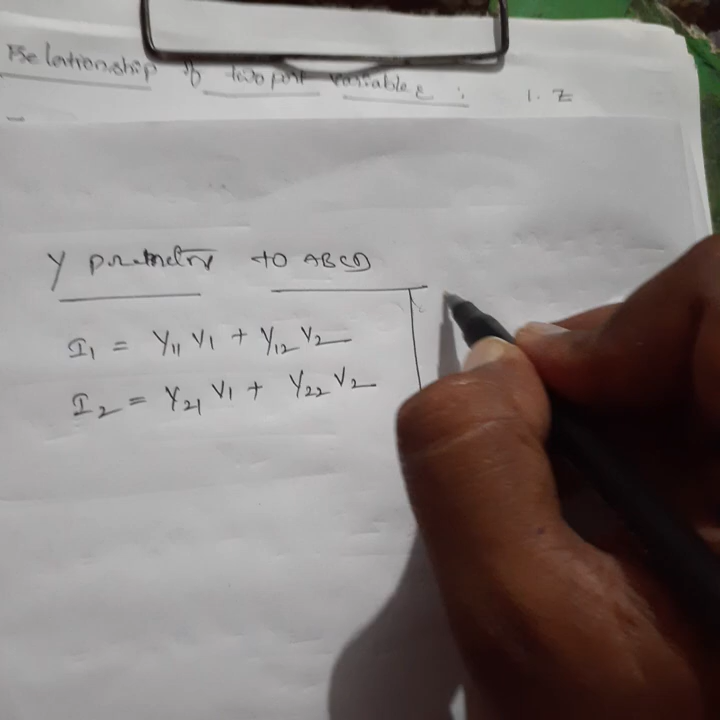 Relationship of two port variables : 1. Z
Y parameter to ABCD
I1 = Y11 V1 + Y12 V2
I2 = Y21 V1 + Y22 V2